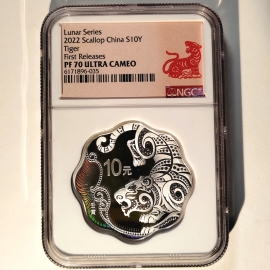 Lunar Series
2022 Scallop China S10Y
Tiger
First Releases
PF 70 ULTRA CAMEO
6171896-035
NGC
10元